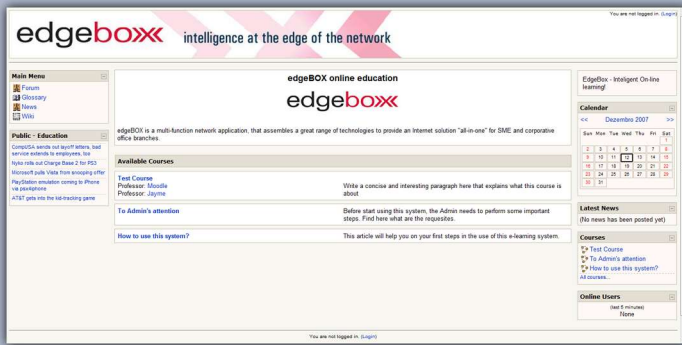 You are not logged in. (Login)
edgeboxx intelligence at the edge of the network
Main Menu
Forum
Glossary
News
Wiki
Public - Education
CompUSA sends out layoff letters, bad
service extends to employees, too
Nyko rolls out Charge Base 2 for PS3
Microsoft pulls Vista from snooping offer
PlayStation emulation coming to iPhone
via psx4iphone
AT&T gets into the kid-tracking game
edgeBOX online education
edgeboxx
edgeBOX is a multi-function network application, that assembles a great range of technologies to provide an Internet solution "all-in-one" for SME and corporative
office branches.
Available Courses
Test Course
Professor: Moodle
Professor: Jayme
Write a concise and interesting paragraph here that explains what this course is
about
To Admin's attention
Before start using this system, the Admin needs to perform some important
steps. Find here what are the requesites.
How to use this system?
This article will help you on your first steps in the use of this e-learning system.
EdgeBox - Inteligent On-line
learning!
Calendar
<< Dezembro 2007 >>
Sun Mon Tue Wed Thu Fri Sat
1
2 3 4 5 6 7 8
9 10 11 12 13 14 15
16 17 18 19 20 21 22
23 24 25 26 27 28 29
30 31
Latest News
(No news has been posted yet)
Courses
Test Course
To Admin's attention
How to use this system?
All courses...
Online Users
(last 5 minutes)
None
You are not logged in. (Login)